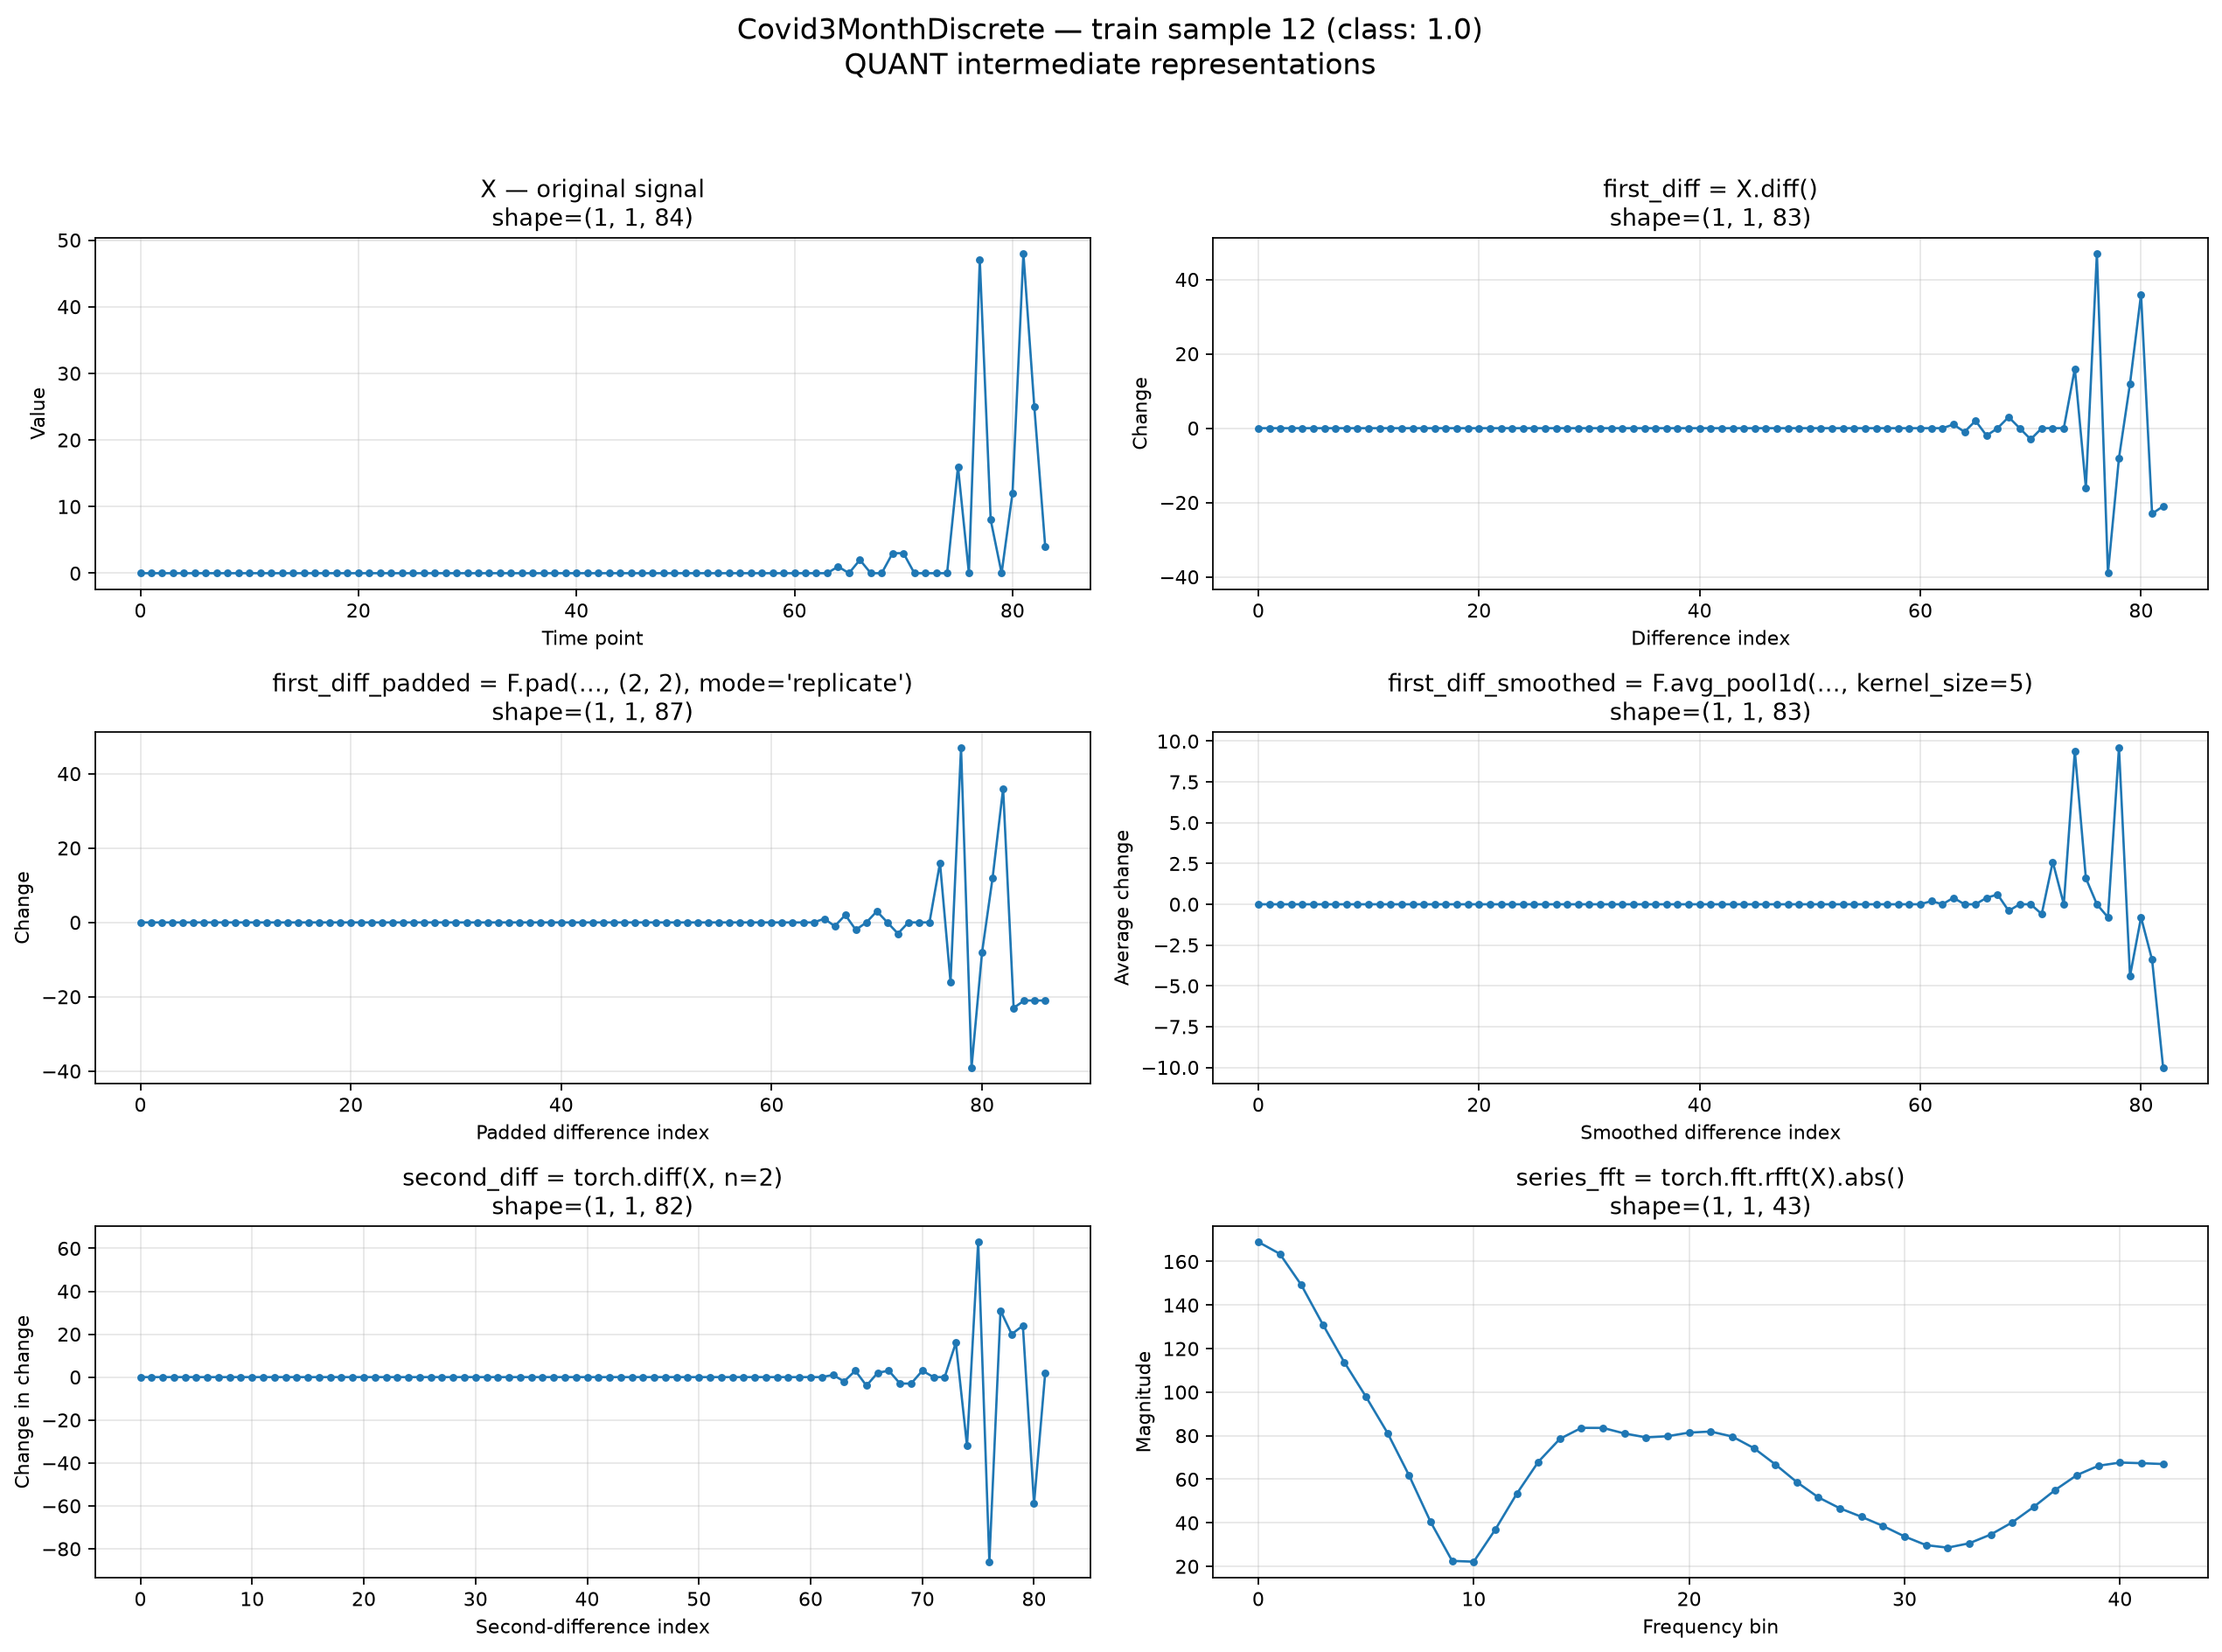 Covid3MonthDiscrete — train sample 12 (class: 1.0)
QUANT intermediate representations
X — original signal
shape=(1, 1, 84)
50
40
30
20
10
0
Value
0
20
40
60
80
Time point
first_diff = X.diff()
shape=(1, 1, 83)
40
20
0
−20
−40
Change
0
20
40
60
80
Difference index
first_diff_padded = F.pad(..., (2, 2), mode='replicate')
shape=(1, 1, 87)
40
20
0
−20
−40
Change
0
20
40
60
80
Padded difference index
first_diff_smoothed = F.avg_pool1d(..., kernel_size=5)
shape=(1, 1, 83)
10.0
7.5
5.0
2.5
0.0
−2.5
−5.0
−7.5
−10.0
Average change
0
20
40
60
80
Smoothed difference index
second_diff = torch.diff(X, n=2)
shape=(1, 1, 82)
60
40
20
0
−20
−40
−60
−80
Change in change
0
10
20
30
40
50
60
70
80
Second-difference index
series_fft = torch.fft.rfft(X).abs()
shape=(1, 1, 43)
160
140
120
100
80
60
40
20
Magnitude
0
10
20
30
40
Frequency bin